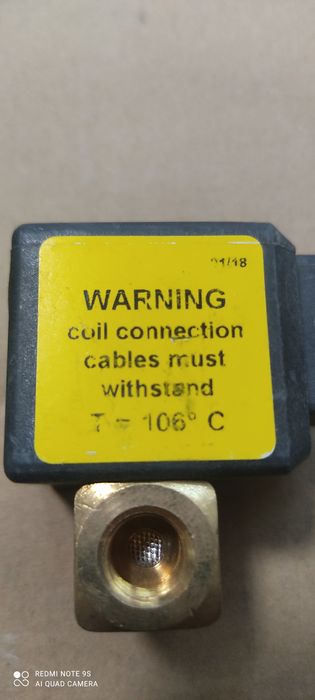 01/18
WARNING
coil connection
cables must
withstand
T = 106° C
REDMI NOTE 9S
AI QUAD CAMERA